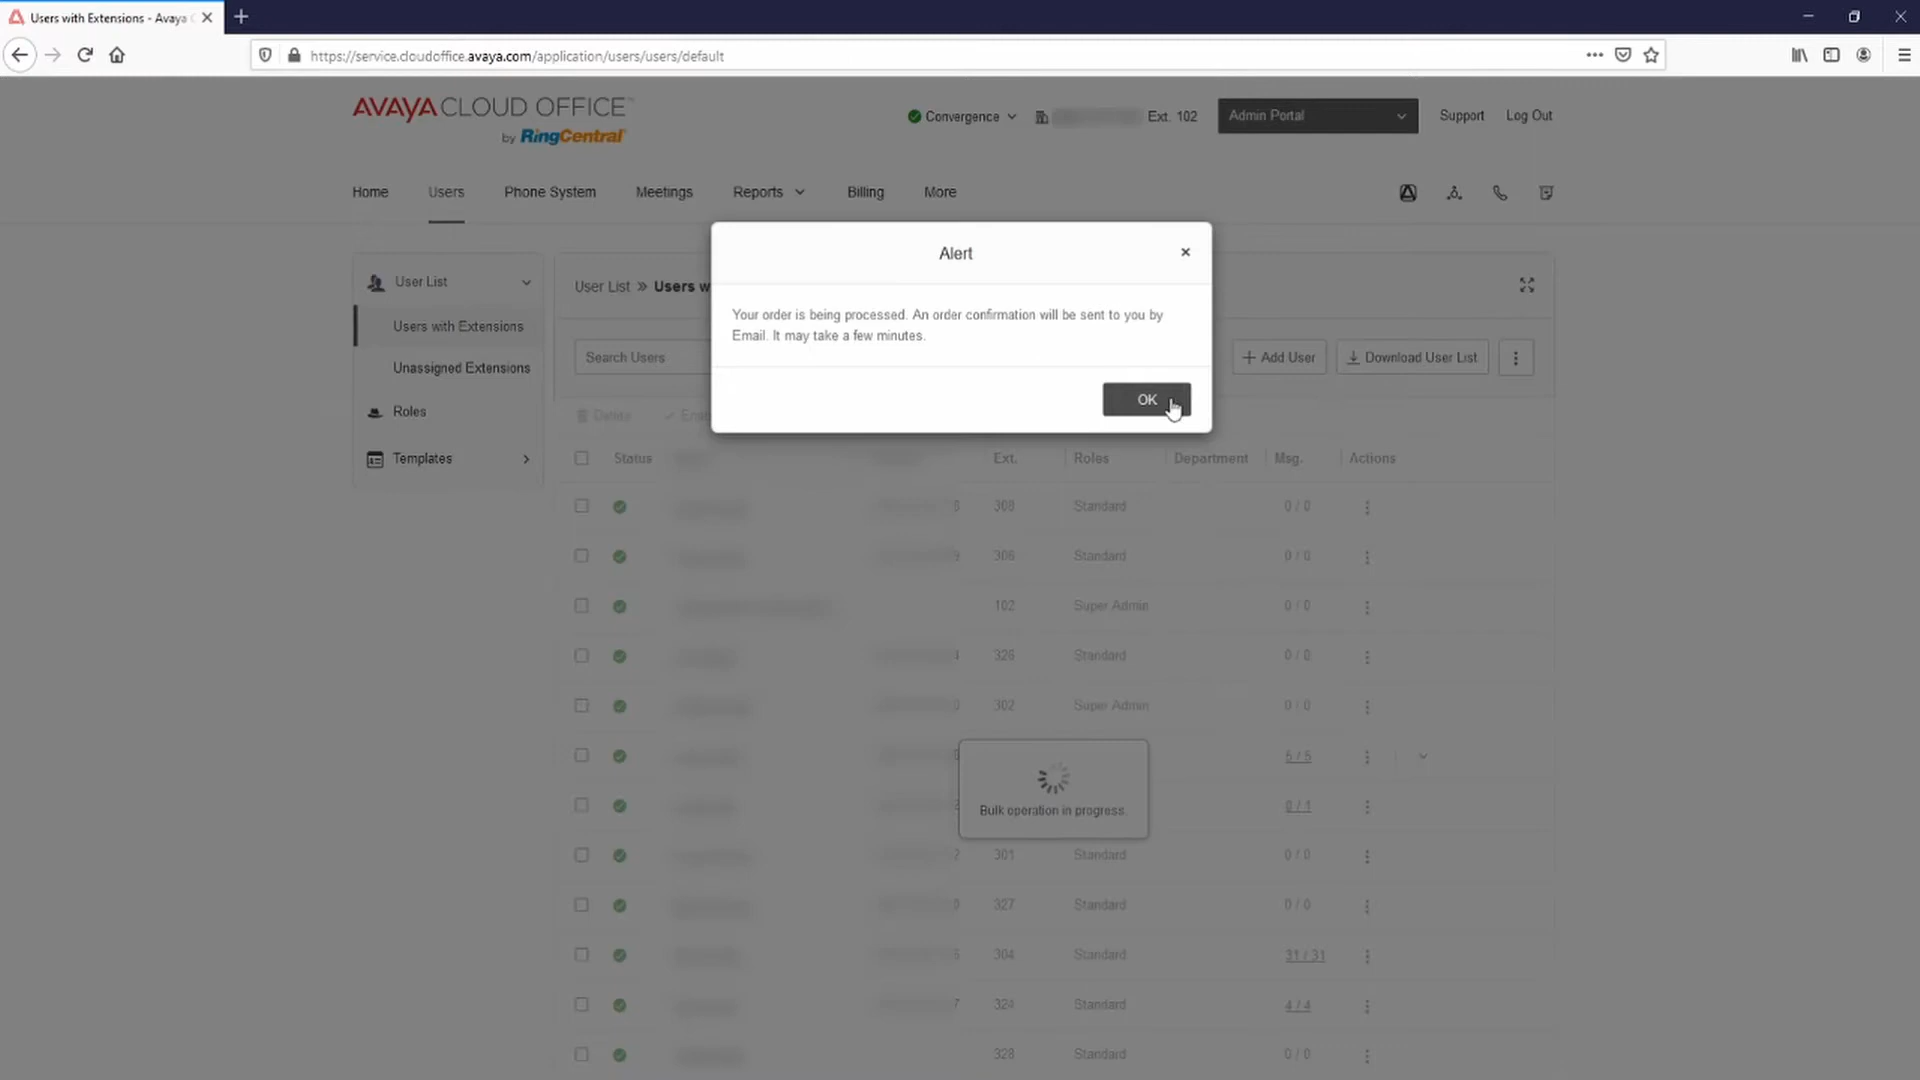 Users with Extensions - Avaya
https://service.cloudoffice.avaya.com/application/users/users/default
AVAYA CLOUD OFFICE™
by RingCentral
Convergence
Ext. 102
Admin Portal
Support
Log Out
Home
Users
Phone System
Meetings
Reports
Billing
More
User List
Users with Extensions
Unassigned Extensions
Roles
Templates
User List » Users w
Search Users
+ Add User
Download User List
Delete
Alert
×
Your order is being processed. An order confirmation will be sent to you by
Email. It may take a few minutes.
OK
Status Ext. Roles Department Msg. Actions
308 Standard 0 / 0
306 Standard 0 / 0
102 Super Admin 0 / 0
4 326 Standard 0 / 0
0 302 Super Admin 0 / 0
5 / 5
0 / 1
Bulk operation in progress.
2 301 Standard 0 / 0
327 Standard 0 / 0
304 Standard 31 / 31
7 324 Standard 4 / 4
328 0 / 0